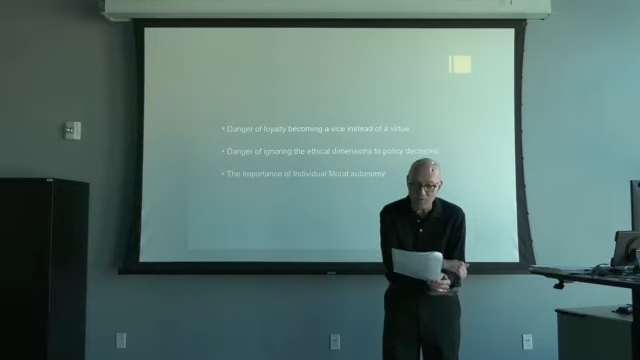 • Danger of loyalty becoming a vice instead of a virtue.
• Danger of ignoring the ethical dimensions to policy decisions.
• The Importance of Individual Moral autonomy